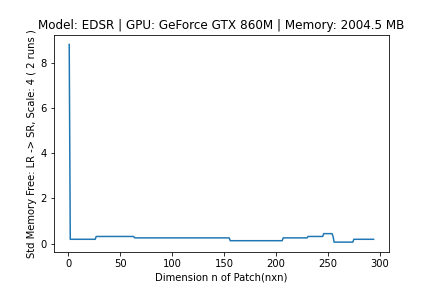 Model: EDSR | GPU: GeForce GTX 860M | Memory: 2004.5 MB
Std Memory Free: LR -> SR, Scale: 4 ( 2 runs )
8
6
4
2
0
0 50 100 150 200 250 300
Dimension n of Patch(nxn)